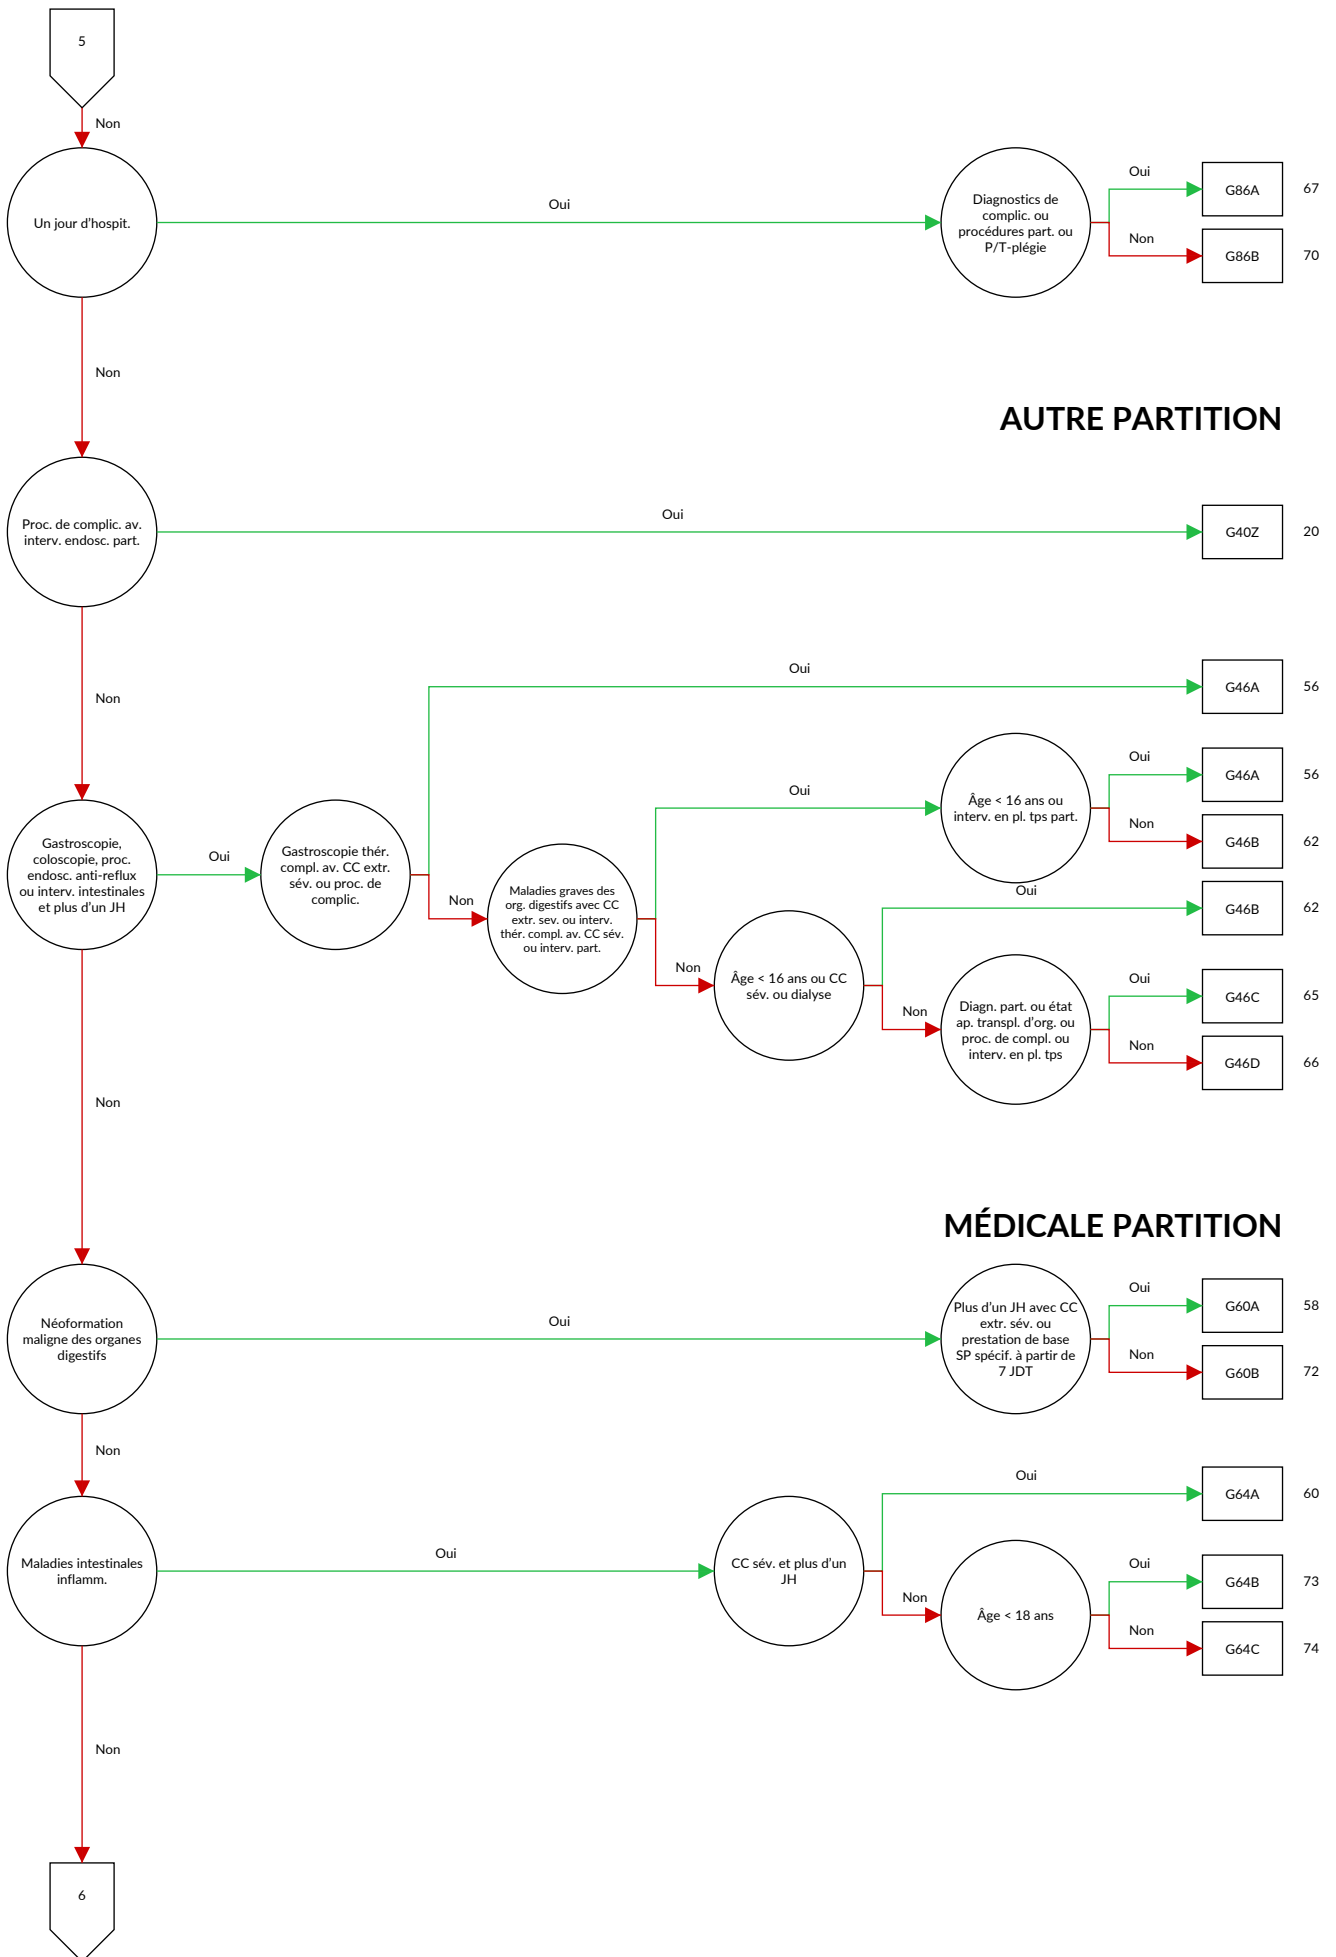 5
Non
Un jour d'hospit.
Oui
Diagnostics de
complic. ou
procédures part. ou
P/T-plégie
Oui
G86A
67
Non
G86B
70
Non
AUTRE PARTITION
Proc. de complic. av.
interv. endosc. part.
Oui
G40Z
20
Non
Gastroscopie,
coloscopie, proc.
endosc. anti-reflux
ou interv. intestinales
et plus d'un JH
Oui
Gastroscopie thér.
compl. av. CC extr.
sév. ou proc. de
complic.
Oui
G46A
56
Non
Maladies graves des
org. digestifs avec CC
extr. sev. ou interv.
thér. compl. av. CC sév.
ou interv. part.
Oui
Âge < 16 ans ou
interv. en pl. tps part.
Oui
G46A
56
Non
G46B
62
Non
Âge < 16 ans ou CC
sév. ou dialyse
Oui
G46B
62
Non
Diagn. part. ou état
ap. transpl. d'org. ou
proc. de compl. ou
interv. en pl. tps
Oui
G46C
65
Non
G46D
66
Non
MÉDICALE PARTITION
Néoformation
maligne des organes
digestifs
Oui
Plus d'un JH avec CC
extr. sév. ou
prestation de base
SP spécif. à partir de
7 JDT
Oui
G60A
58
Non
G60B
72
Non
Maladies intestinales
inflamm.
Oui
CC sév. et plus d'un
JH
Oui
G64A
60
Non
Âge < 18 ans
Oui
G64B
73
Non
G64C
74
Non
6